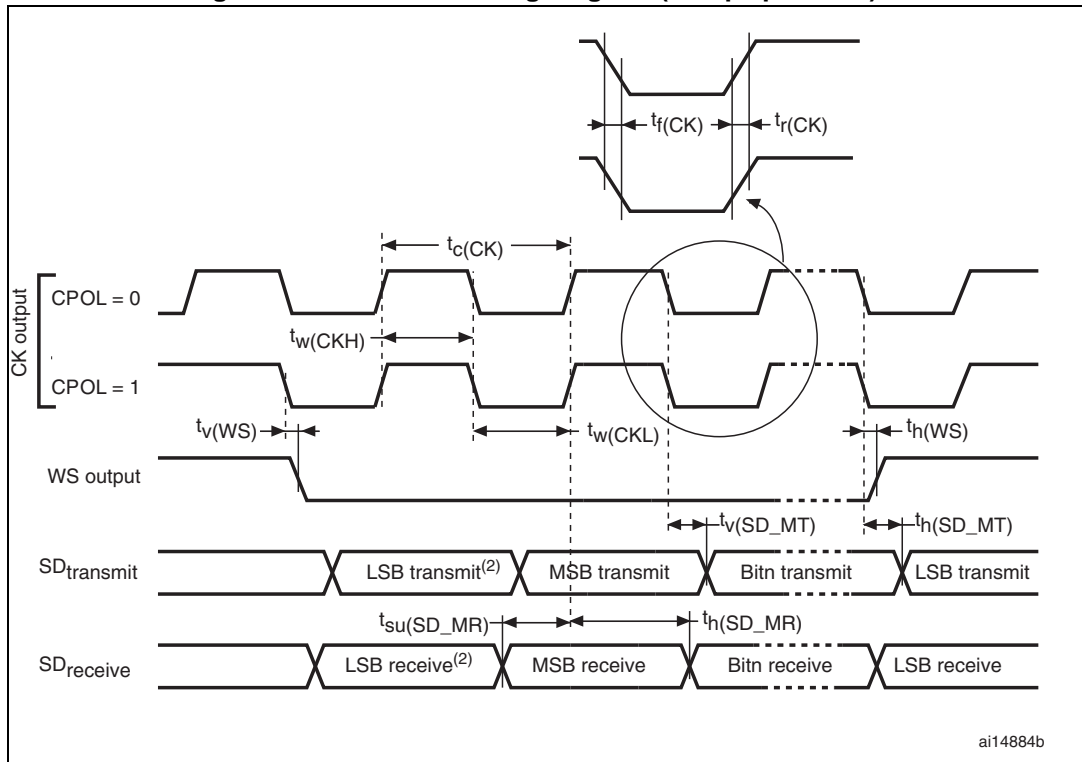 tf(CK)
tr(CK)
tc(CK)
CK output
CPOL = 0
tw(CKH)
CPOL = 1
tv(WS)
tw(CKL)
th(WS)
WS output
tv(SD_MT)
th(SD_MT)
SDtransmit
LSB transmit(2)
MSB transmit
Bitn transmit
LSB transmit
tsu(SD_MR)
th(SD_MR)
SDreceive
LSB receive(2)
MSB receive
Bitn receive
LSB receive
ai14884b